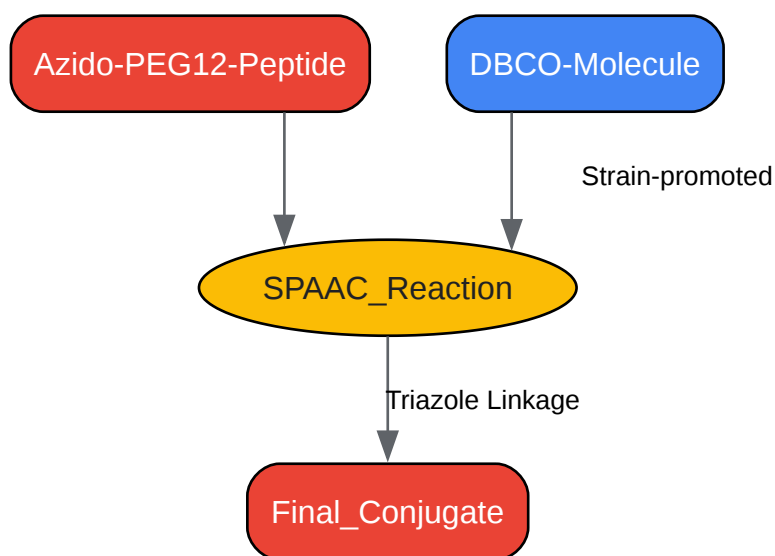 Azido-PEG12-Peptide
DBCO-Molecule
Strain-promoted
SPAAC_Reaction
Triazole Linkage
Final_Conjugate